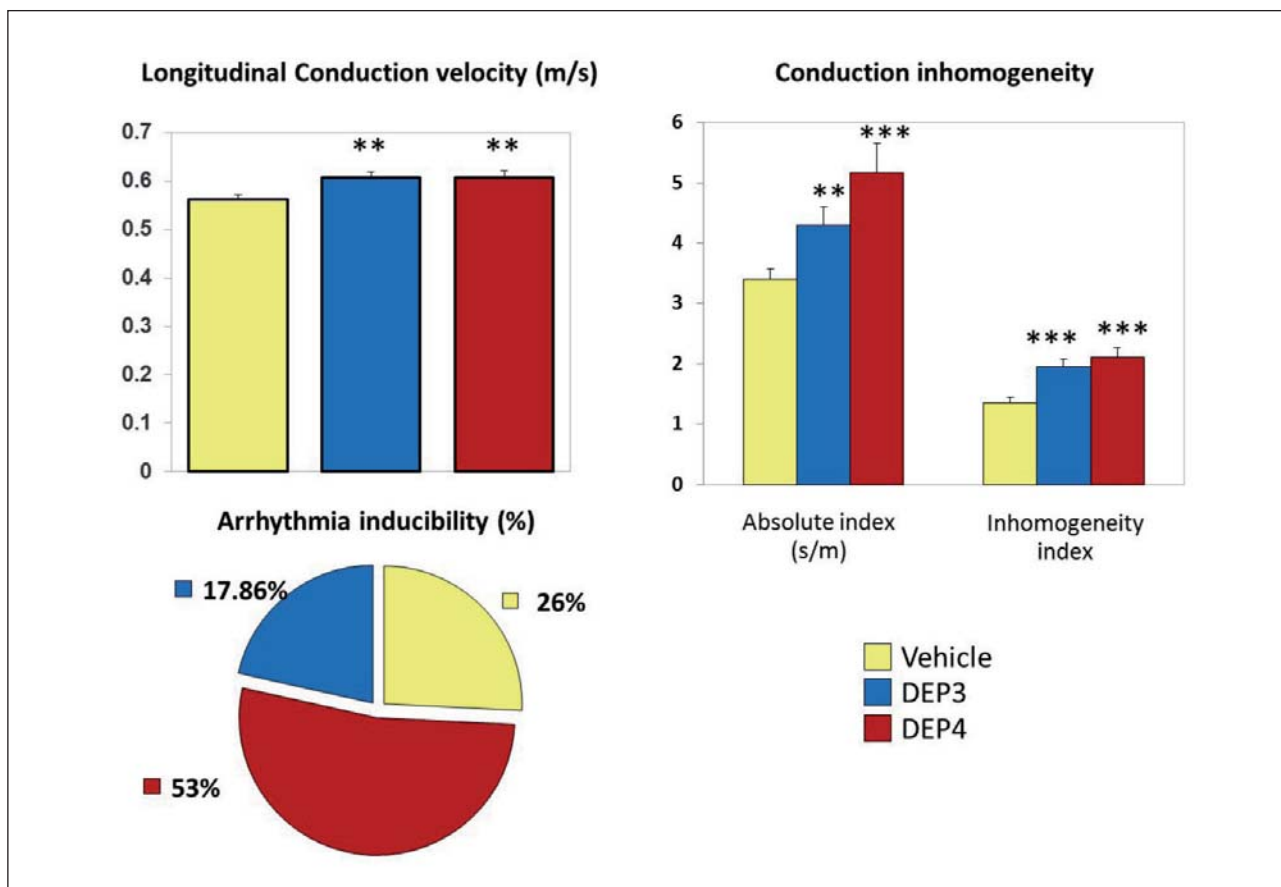 Longitudinal Conduction velocity (m/s)
0.7
0.6
0.5
0.4
0.3
0.2
0.1
0
** **
Conduction inhomogeneity
6
5
4
3
2
1
0
** *** *** ***
Absolute index
(s/m)
Inhomogeneity
index
Arrhythmia inducibility (%)
17.86%
26%
53%
Vehicle
DEP3
DEP4